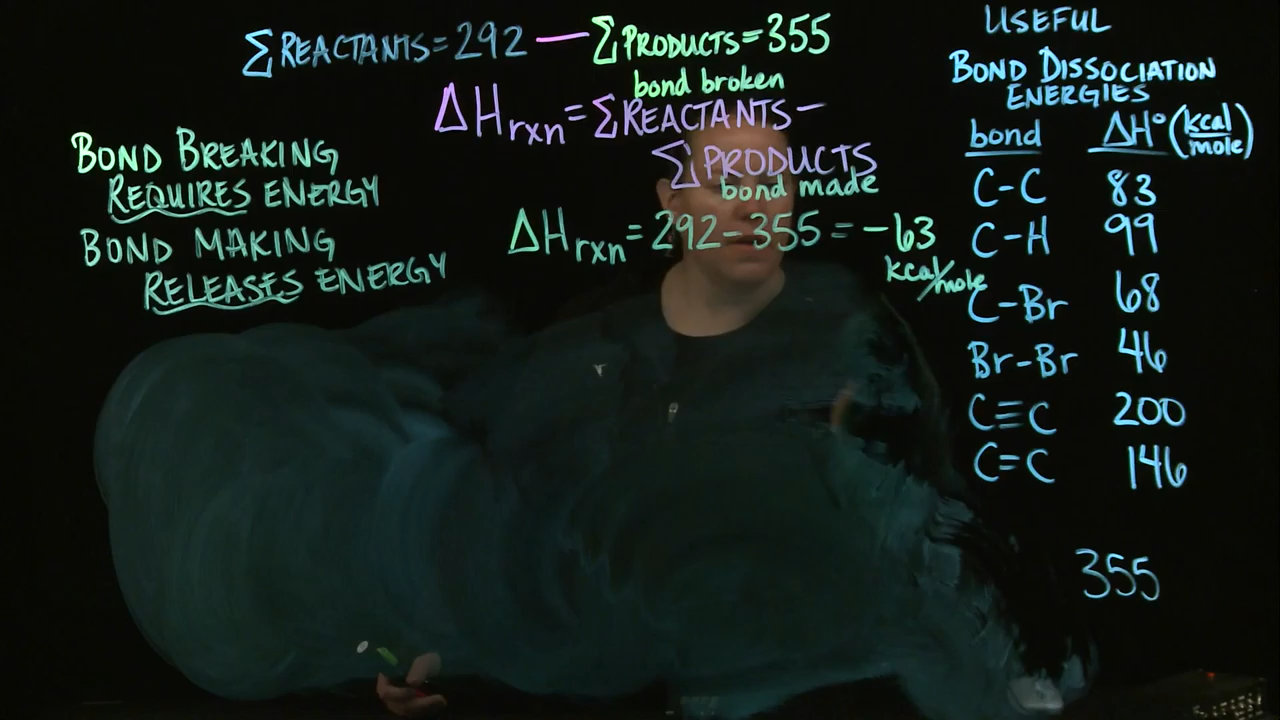 ΣREACTANTS=292 — ΣPRODUCTS=355
bond broken
ΔHrxn=ΣREACTANTS−
ΣPRODUCTS
bond made
ΔHrxn=292−355=−63
kcal/mole
BOND BREAKING
REQUIRES ENERGY
BOND MAKING
RELEASES ENERGY
USEFUL
BOND DISSOCIATION
ENERGIES
bond ΔH° (kcal/mole)
C-C 83
C-H 99
C-Br 68
Br-Br 46
C≡C 200
C=C 146
355